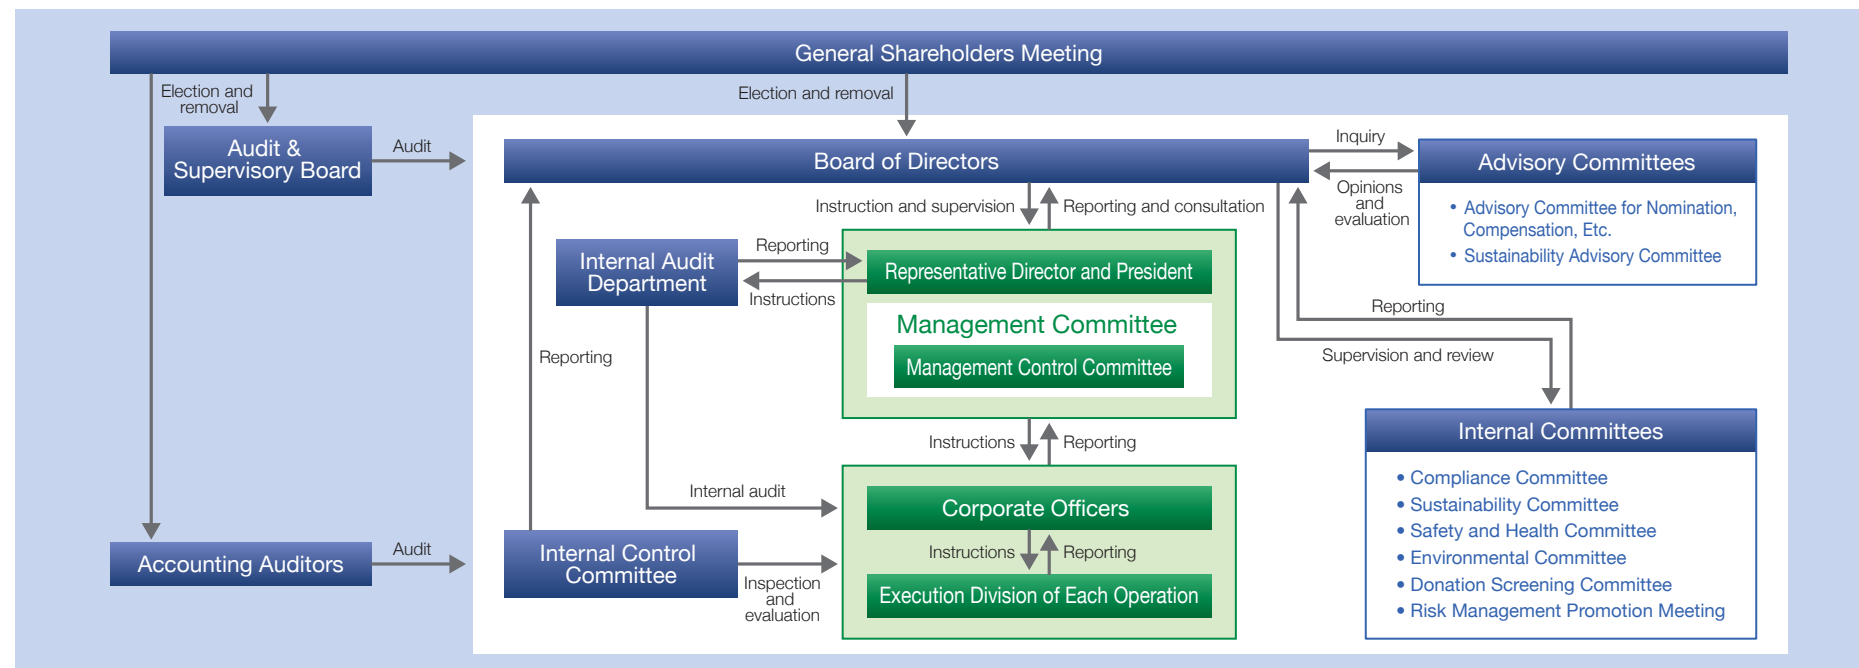 General Shareholders Meeting
Election and
removal
Election and removal
Audit &
Supervisory Board
Audit
Board of Directors
Inquiry
Opinions
and
evaluation
Advisory Committees
• Advisory Committee for Nomination,
Compensation, Etc.
• Sustainability Advisory Committee
Instruction and supervision
Reporting and consultation
Internal Audit
Department
Reporting
Instructions
Representative Director and President
Management Committee
Management Control Committee
Reporting
Reporting
Supervision and review
Instructions
Reporting
Internal Committees
• Compliance Committee
• Sustainability Committee
• Safety and Health Committee
• Environmental Committee
• Donation Screening Committee
• Risk Management Promotion Meeting
Internal audit
Corporate Officers
Instructions
Reporting
Execution Division of Each Operation
Accounting Auditors
Audit
Internal Control
Committee
Inspection
and
evaluation